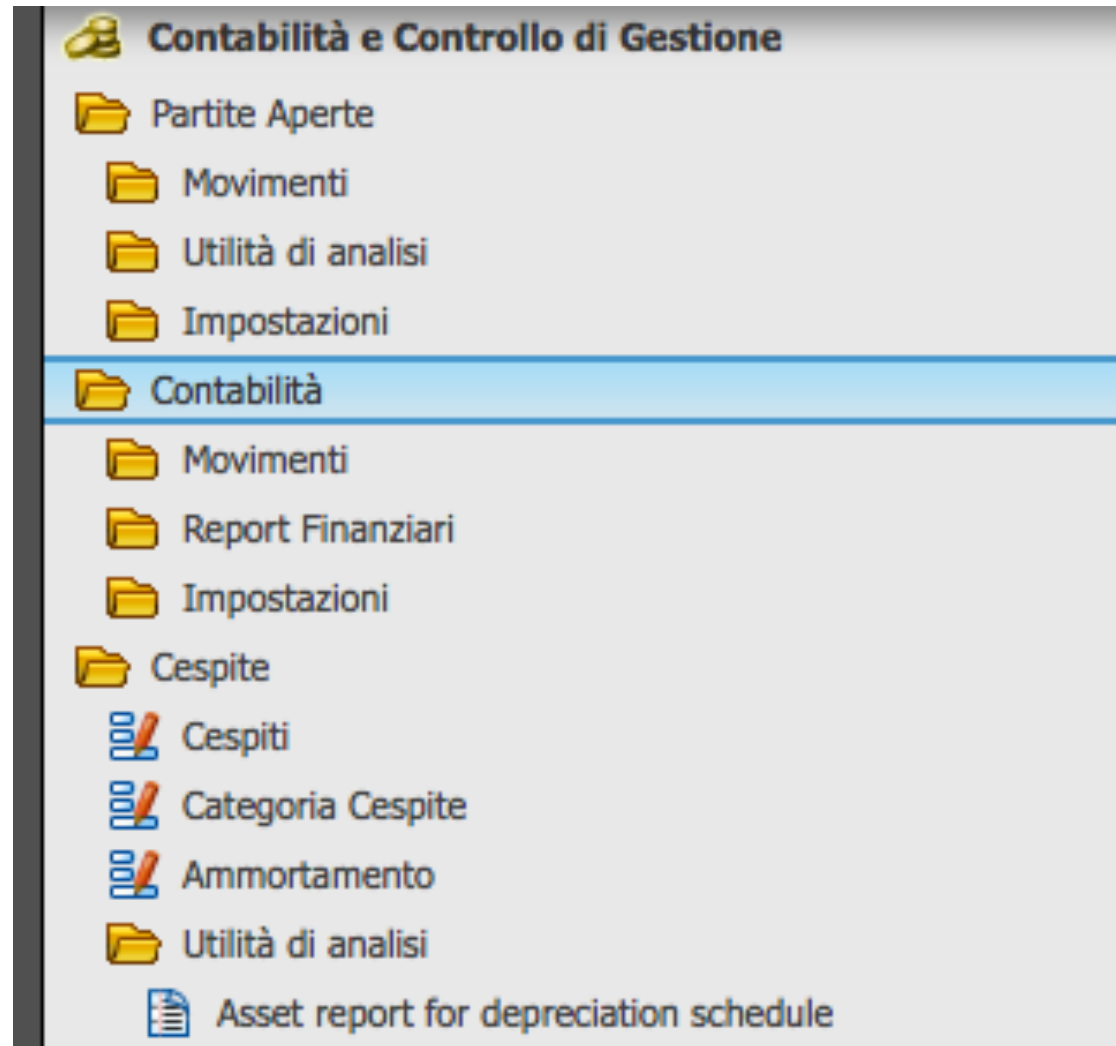 Contabilità e Controllo di Gestione
Partite Aperte
Movimenti
Utilità di analisi
Impostazioni
Contabilità
Movimenti
Report Finanziari
Impostazioni
Cespite
Cespiti
Categoria Cespite
Ammortamento
Utilità di analisi
Asset report for depreciation schedule